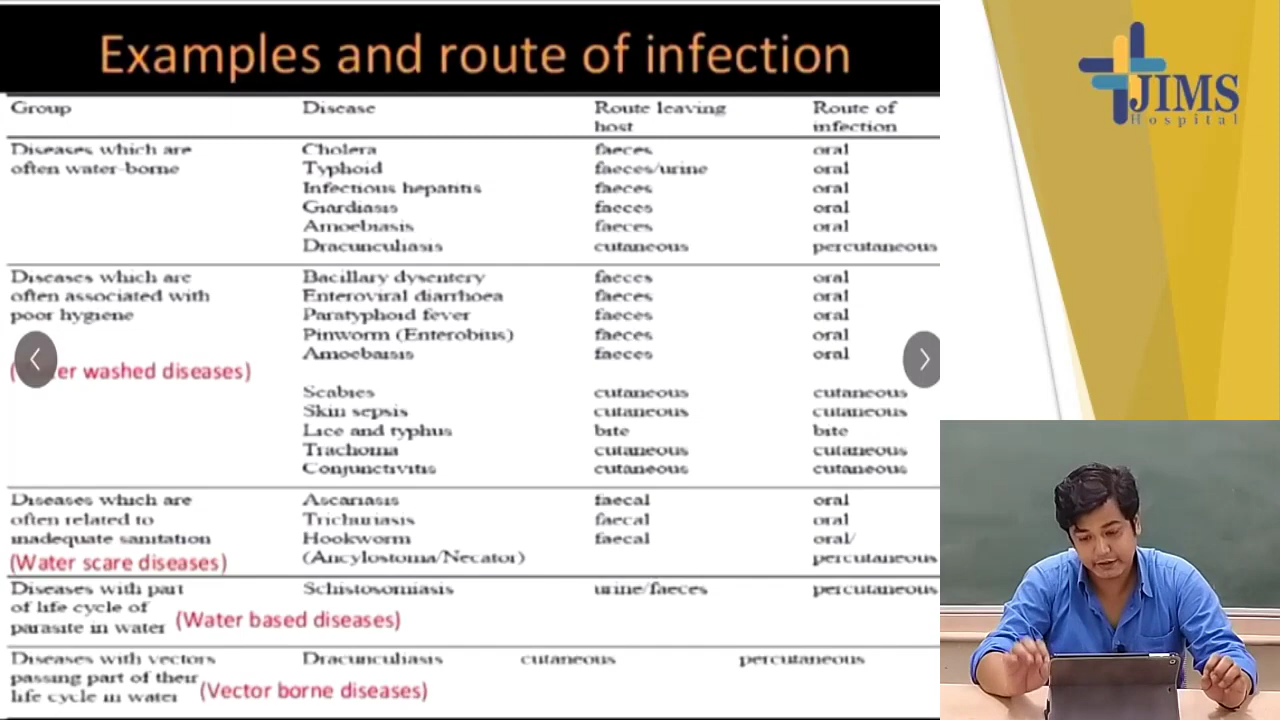 Examples and route of infection
JIMS
Hospital
Group Disease Route leaving host Route of infection
Diseases which are Cholera faeces oral
often water-borne Typhoid faeces/urine oral
Infectious hepatitis faeces oral
Giardiasis faeces oral
Amoebiasis faeces oral
Dracunculiasis cutaneous percutaneous
Diseases which are Bacillary dysentery faeces oral
often associated with Enteroviral diarrhoea faeces oral
poor hygiene Paratyphoid fever faeces oral
Pinworm (Enterobius) faeces oral
Amoebaisis faeces oral
washed diseases)
Scabies cutaneous cutaneous
Skin sepsis cutaneous cutaneous
Lice and typhus bite bite
Trachoma cutaneous cutaneous
Conjunctivitis cutaneous cutaneous
Diseases which are Ascariasis faecal oral
often related to Trichuriasis faecal oral
inadequate sanitation Hookworm faecal oral/
(Water scare diseases) (Ancylostoma/Necator) percutaneous
Diseases with part Schistosomiasis urine/faeces percutaneous
of life cycle of
parasite in water (Water based diseases)
Diseases with vectors Dracunculiasis cutaneous percutaneous
passing part of their
life cycle in water (Vector borne diseases)